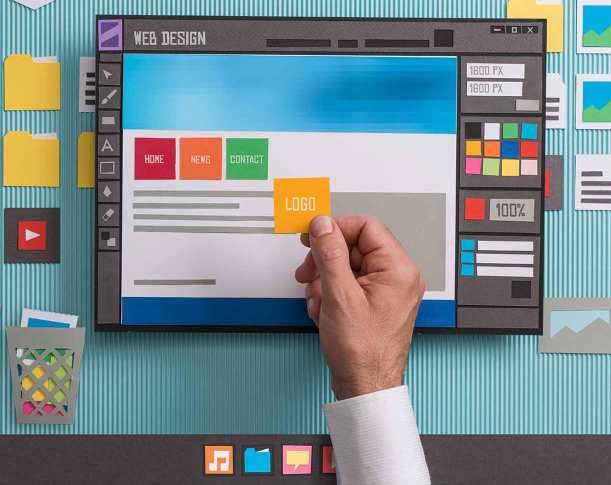 WEB DESIGN
1600 PX
1600 PX
HOME
NEWS
CONTACT
LOGO
100%